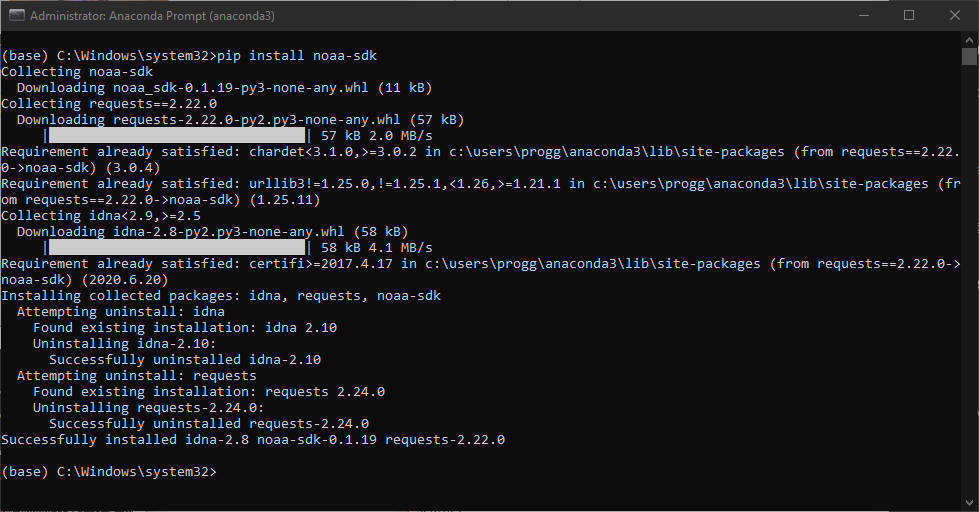 Administrator: Anaconda Prompt (anaconda3)
(base) C:\Windows\system32>pip install noaa-sdk
Collecting noaa-sdk
  Downloading noaa_sdk-0.1.19-py3-none-any.whl (11 kB)
Collecting requests==2.22.0
  Downloading requests-2.22.0-py2.py3-none-any.whl (57 kB)
     |████████████████████████████████| 57 kB 2.0 MB/s
Requirement already satisfied: chardet<3.1.0,>=3.0.2 in c:\users\progg\anaconda3\lib\site-packages (from requests==2.22.
0->noaa-sdk) (3.0.4)
Requirement already satisfied: urllib3!=1.25.0,!=1.25.1,<1.26,>=1.21.1 in c:\users\progg\anaconda3\lib\site-packages (fr
om requests==2.22.0->noaa-sdk) (1.25.11)
Collecting idna<2.9,>=2.5
  Downloading idna-2.8-py2.py3-none-any.whl (58 kB)
     |████████████████████████████████| 58 kB 4.1 MB/s
Requirement already satisfied: certifi>=2017.4.17 in c:\users\progg\anaconda3\lib\site-packages (from requests==2.22.0->
noaa-sdk) (2020.6.20)
Installing collected packages: idna, requests, noaa-sdk
  Attempting uninstall: idna
    Found existing installation: idna 2.10
    Uninstalling idna-2.10:
      Successfully uninstalled idna-2.10
  Attempting uninstall: requests
    Found existing installation: requests 2.24.0
    Uninstalling requests-2.24.0:
      Successfully uninstalled requests-2.24.0
Successfully installed idna-2.8 noaa-sdk-0.1.19 requests-2.22.0
(base) C:\Windows\system32>